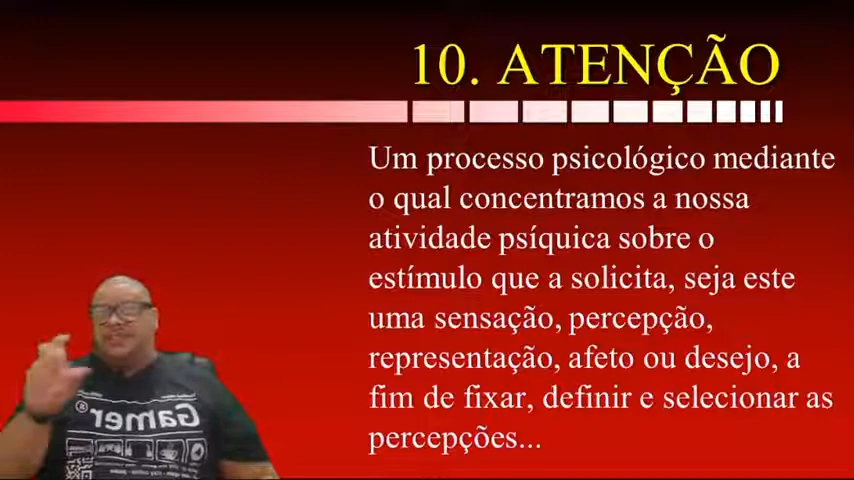 10. ATENÇÃO
Um processo psicológico mediante
o qual concentramos a nossa
atividade psíquica sobre o
estímulo que a solicita, seja este
uma sensação, percepção,
representação, afeto ou desejo, a
fim de fixar, definir e selecionar as
percepções...
Gamer®